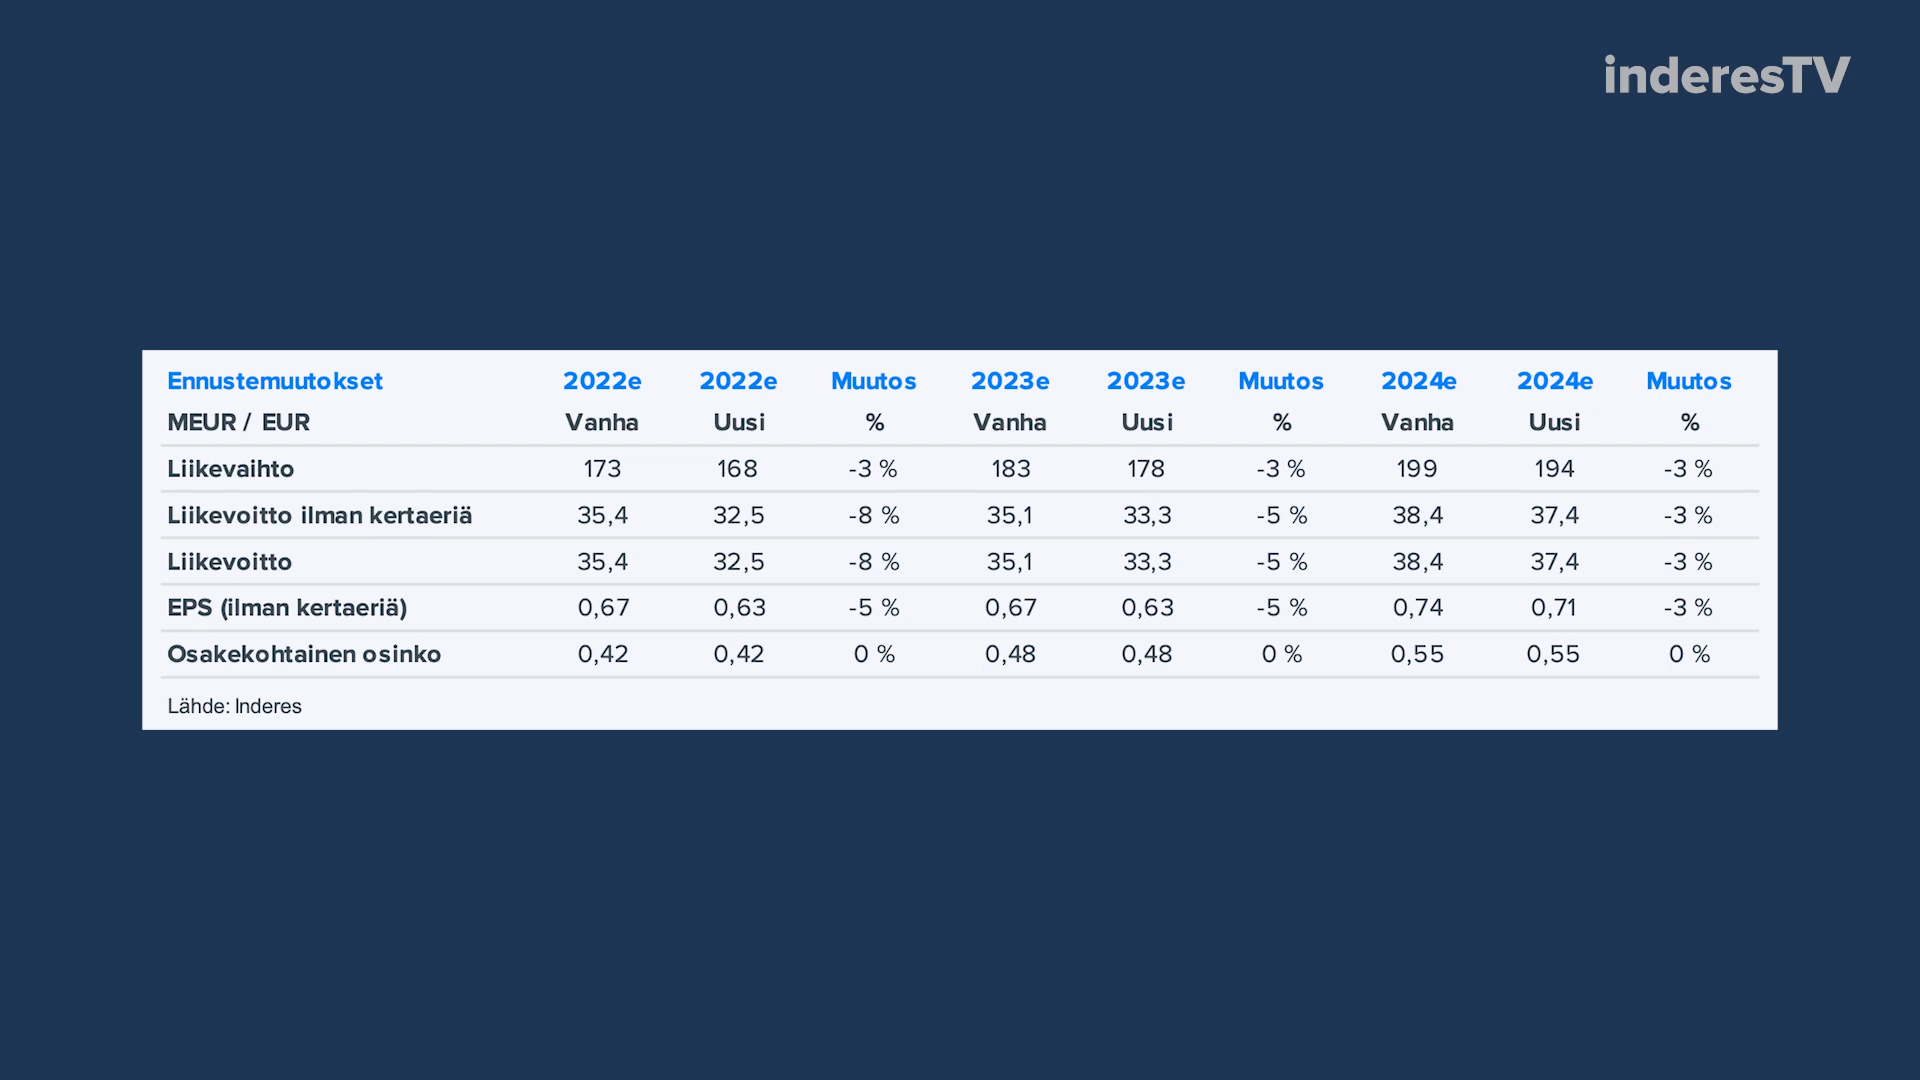 inderesTV
Ennustemuutokset 2022e 2022e Muutos 2023e 2023e Muutos 2024e 2024e Muutos
MEUR / EUR Vanha Uusi % Vanha Uusi % Vanha Uusi %
Liikevaihto 173 168 -3 % 183 178 -3 % 199 194 -3 %
Liikevoitto ilman kertaeriä 35,4 32,5 -8 % 35,1 33,3 -5 % 38,4 37,4 -3 %
Liikevoitto 35,4 32,5 -8 % 35,1 33,3 -5 % 38,4 37,4 -3 %
EPS (ilman kertaeriä) 0,67 0,63 -5 % 0,67 0,63 -5 % 0,74 0,71 -3 %
Osakekohtainen osinko 0,42 0,42 0 % 0,48 0,48 0 % 0,55 0,55 0 %
Lähde: Inderes